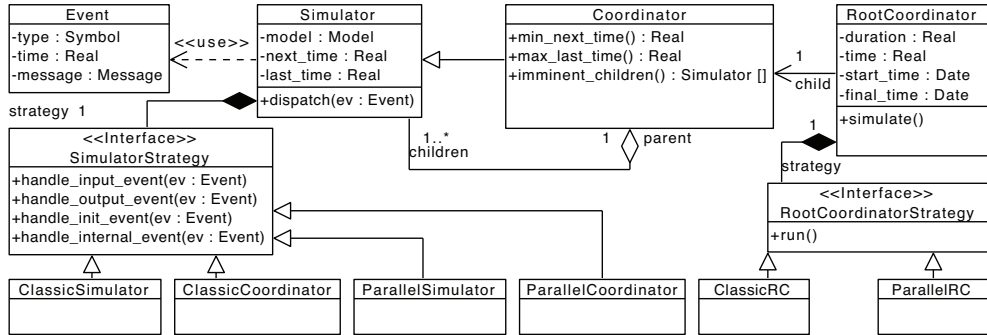 Event
-type : Symbol
-time : Real
-message : Message
<<use>>
Simulator
-model : Model
-next_time : Real
-last_time : Real
+dispatch(ev : Event)
Coordinator
+min_next_time() : Real
+max_last_time() : Real
+imminent_children() : Simulator []
1
child
RootCoordinator
-duration : Real
-time : Real
-start_time : Date
-final_time : Date
+simulate()
strategy 1
1..*
children
1
parent
1
strategy
<<Interface>>
SimulatorStrategy
+handle_input_event(ev : Event)
+handle_output_event(ev : Event)
+handle_init_event(ev : Event)
+handle_internal_event(ev : Event)
<<Interface>>
RootCoordinatorStrategy
+run()
ClassicSimulator
ClassicCoordinator
ParallelSimulator
ParallelCoordinator
ClassicRC
ParallelRC